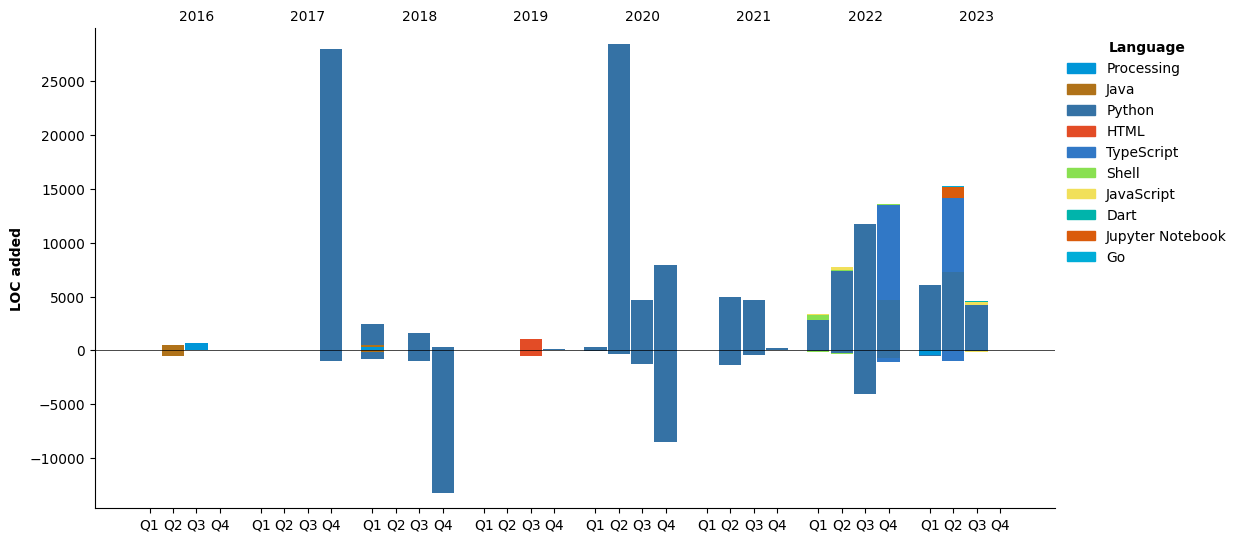 2016 2017 2018 2019 2020 2021 2022 2023
LOC added
25000
20000
15000
10000
5000
0
−5000
−10000
Q1 Q2 Q3 Q4 Q1 Q2 Q3 Q4 Q1 Q2 Q3 Q4 Q1 Q2 Q3 Q4 Q1 Q2 Q3 Q4 Q1 Q2 Q3 Q4 Q1 Q2 Q3 Q4 Q1 Q2 Q3 Q4
Language
Processing
Java
Python
HTML
TypeScript
Shell
JavaScript
Dart
Jupyter Notebook
Go